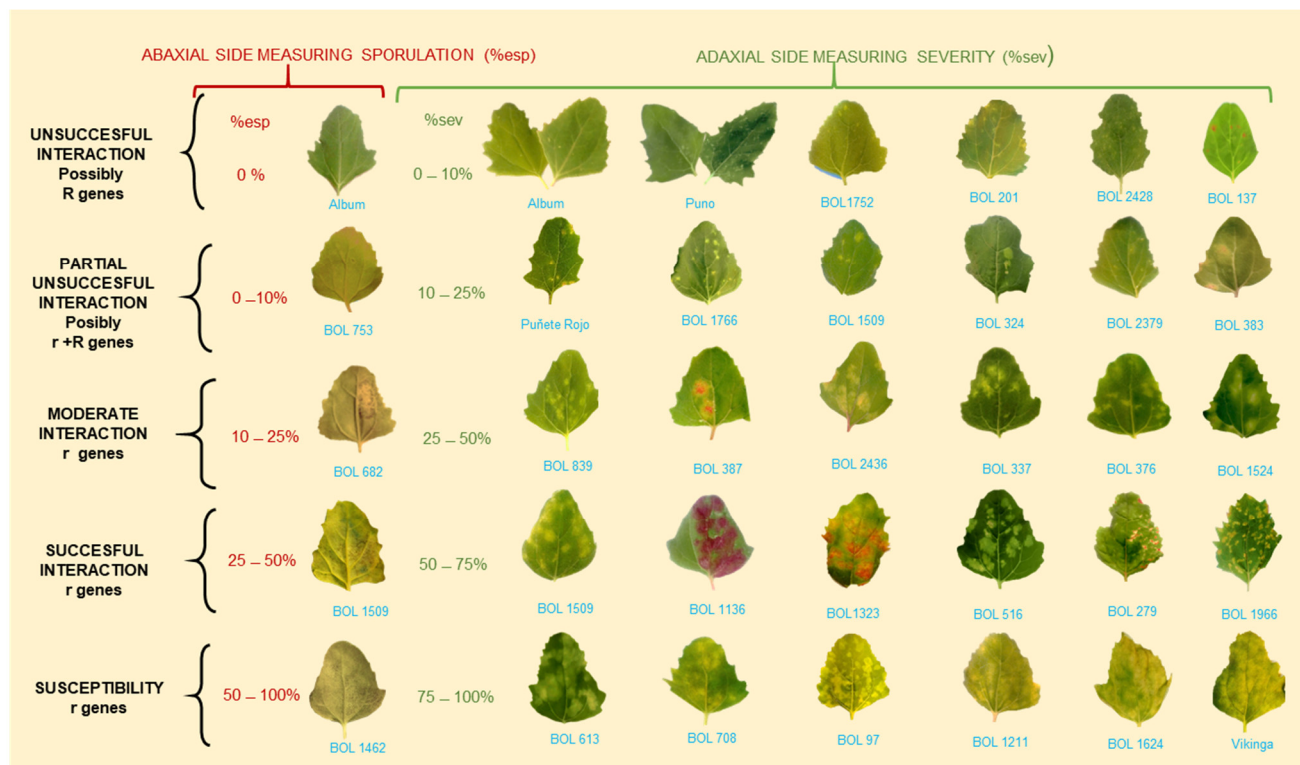 ABAXIAL SIDE MEASURING SPORULATION (%esp)
ADAXIAL SIDE MEASURING SEVERITY (%sev)
UNSUCCESFUL
INTERACTION
Possibly
R genes
%esp
0 %
Album
%sev
0 – 10%
Album
Puno
BOL1752
BOL 201
BOL 2428
BOL 137
PARTIAL
UNSUCCESFUL
INTERACTION
Posibly
r +R genes
0 –10%
BOL 753
10 – 25%
Puñete Rojo
BOL 1766
BOL 1509
BOL 324
BOL 2379
BOL 383
MODERATE
INTERACTION
r genes
10 – 25%
BOL 682
25 – 50%
BOL 839
BOL 387
BOL 2436
BOL 337
BOL 376
BOL 1524
SUCCESFUL
INTERACTION
r genes
25 – 50%
BOL 1509
50 – 75%
BOL 1509
BOL 1136
BOL1323
BOL 516
BOL 279
BOL 1966
SUSCEPTIBILITY
r genes
50 – 100%
BOL 1462
75 – 100%
BOL 613
BOL 708
BOL 97
BOL 1211
BOL 1624
Vikinga